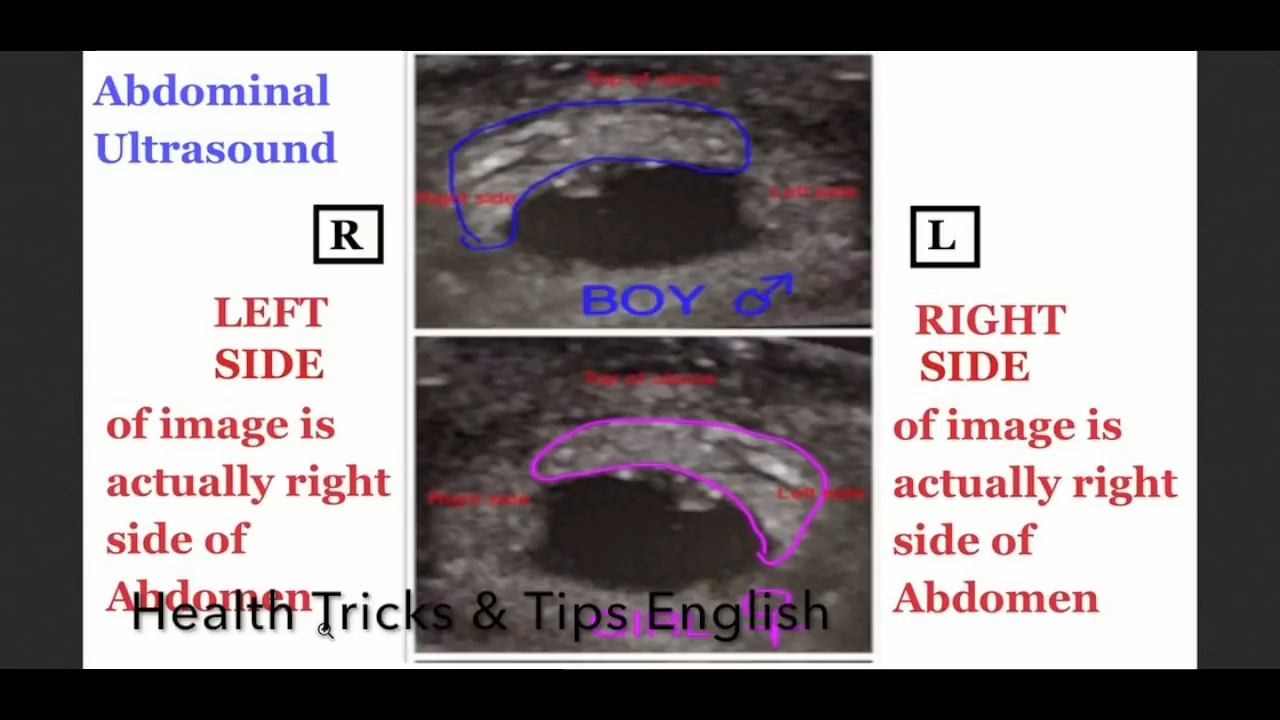 Abdominal
Ultrasound
R
LEFT
SIDE
of image is
actually right
side of
Abdomen
Top of uterus
Right side
Left side
BOY ♂
Top of uterus
Right side
Left side
GIRL ♀
L
RIGHT
SIDE
of image is
actually right
side of
Abdomen
Health Tricks & Tips English